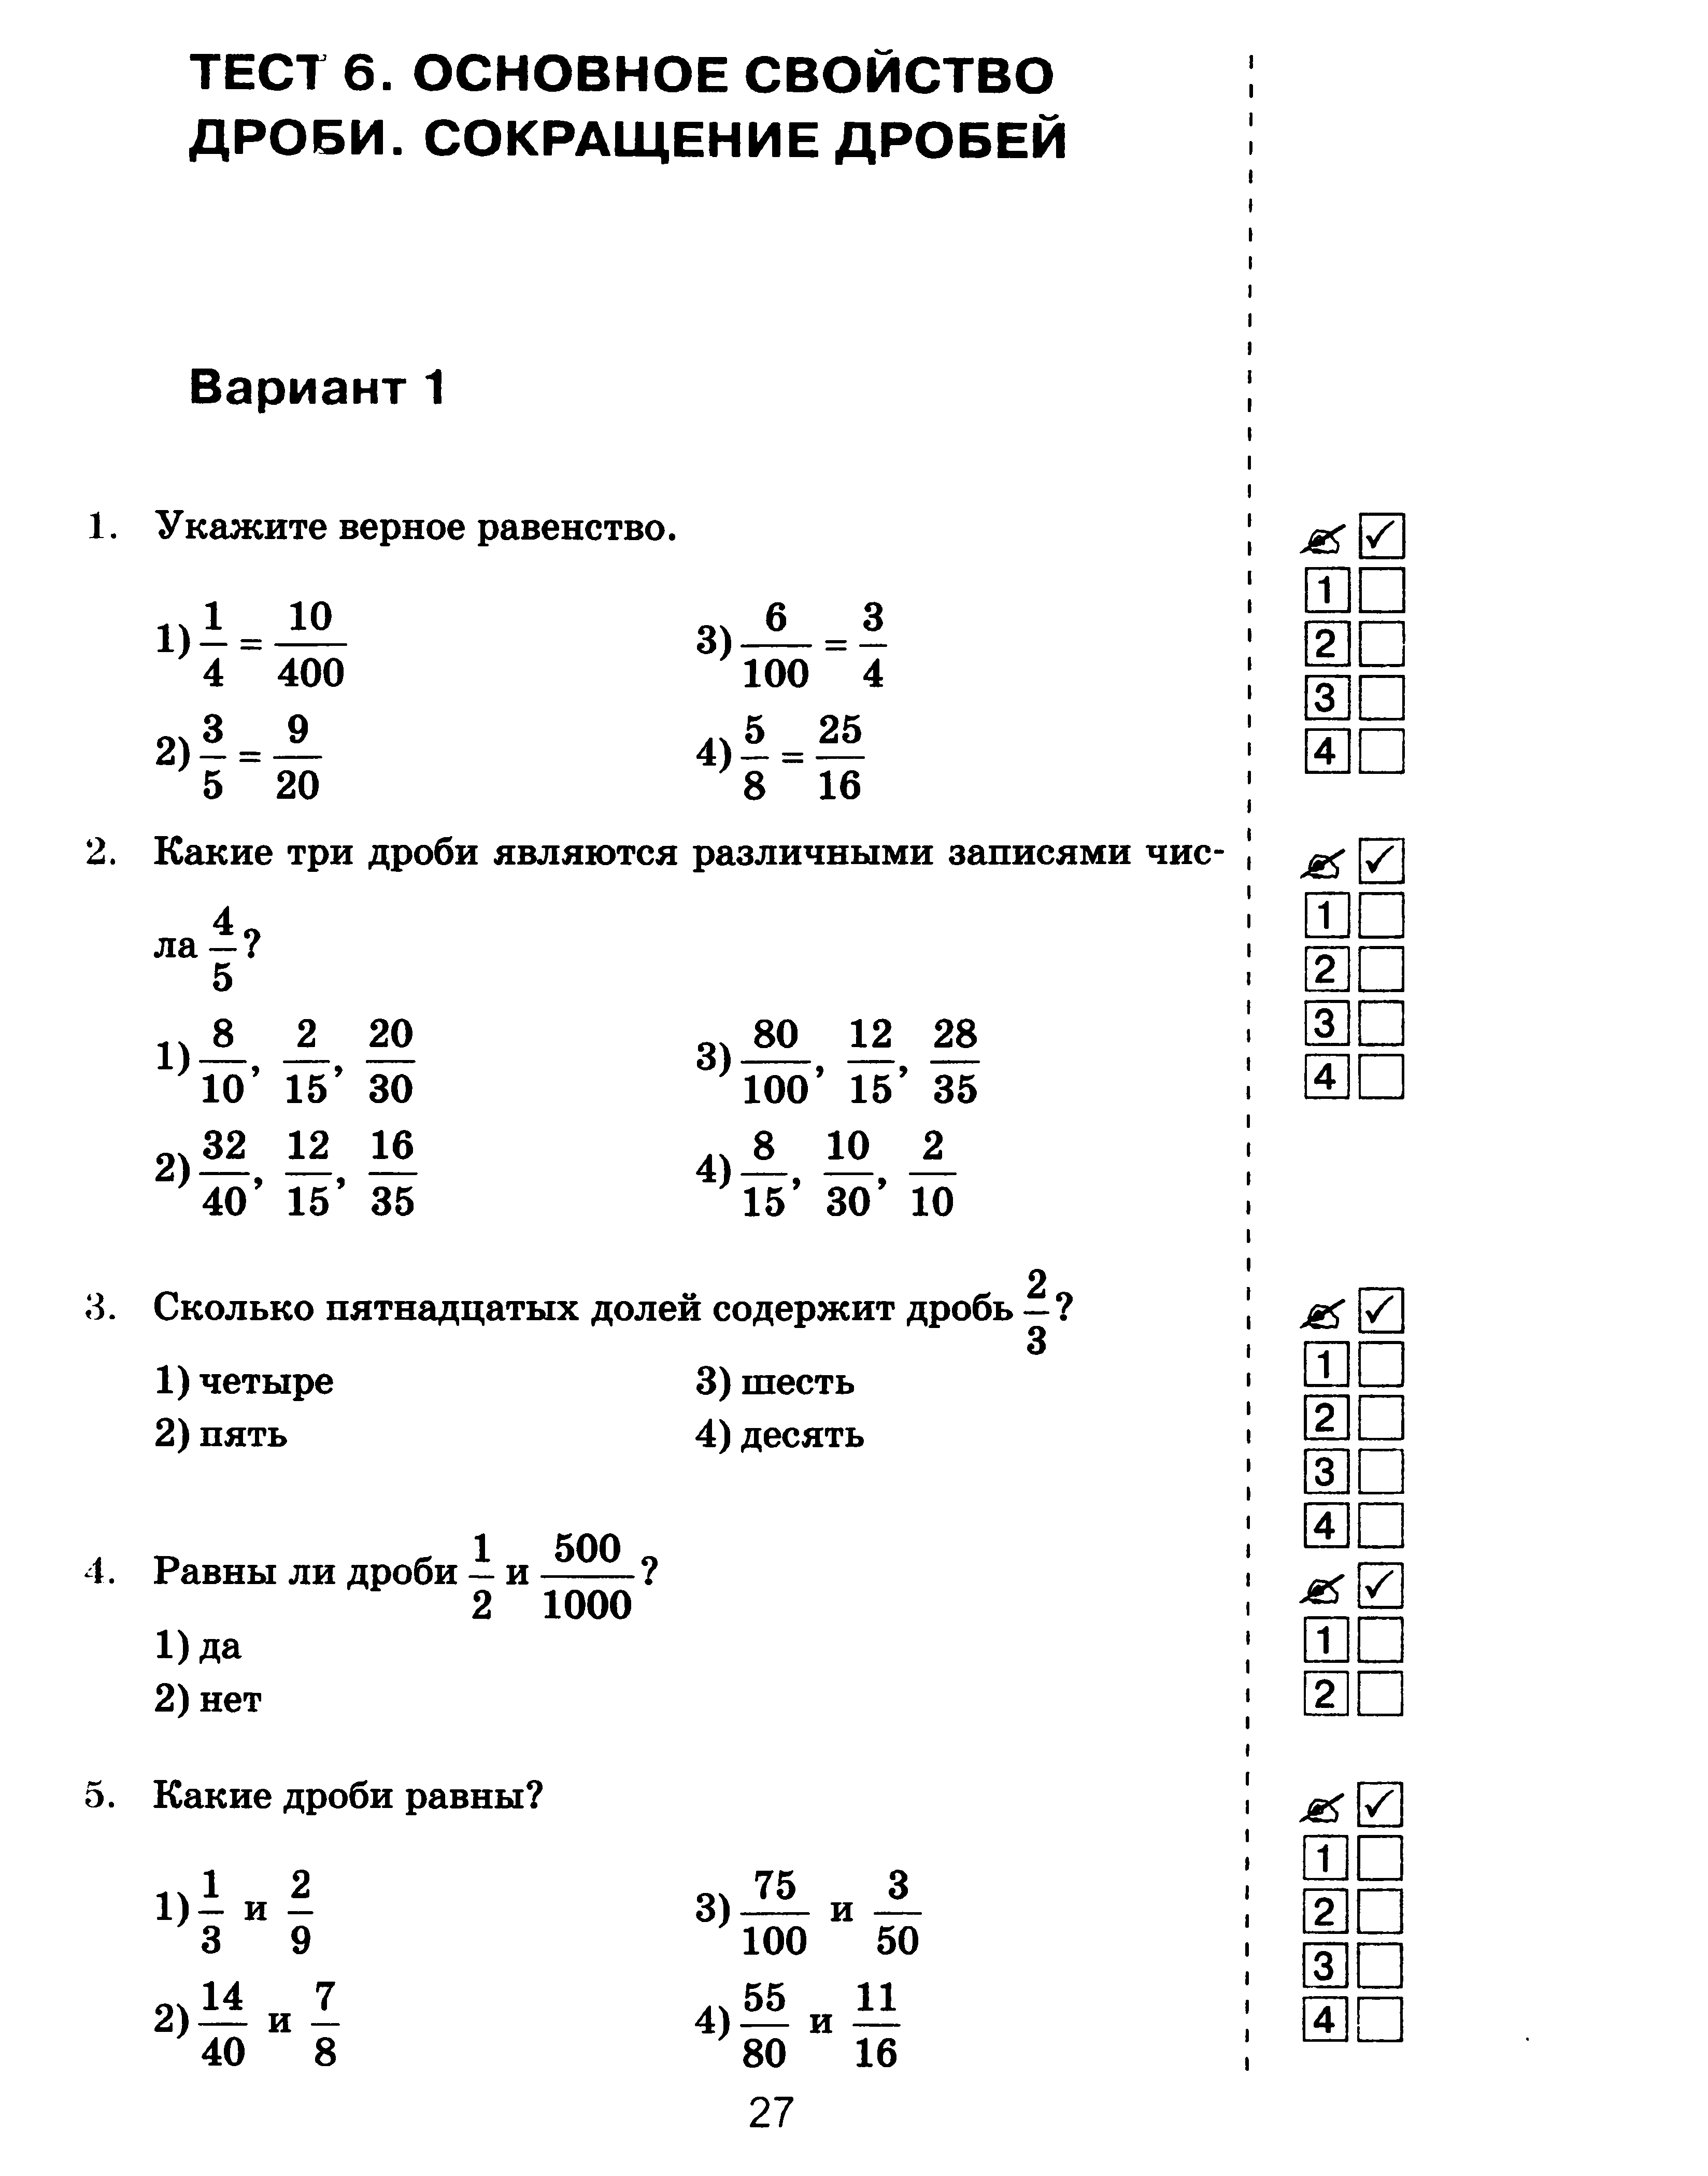 ТЕСТ 6. ОСНОВНОЕ СВОЙСТВО
ДРОБИ. СОКРАЩЕНИЕ ДРОБЕЙ
Вариант 1
1. Укажите верное равенство.
1) 1/4 = 10/400
3) 6/100 = 3/4
2) 3/5 = 9/20
4) 5/8 = 25/16
✓
1
2
3
4
2. Какие три дроби являются различными записями чис-
ла 4/5?
1) 8/10, 2/15, 20/30
3) 80/100, 12/15, 28/35
2) 32/40, 12/15, 16/35
4) 8/15, 10/30, 2/10
✓
1
2
3
4
3. Сколько пятнадцатых долей содержит дробь 2/3?
1) четыре
3) шесть
2) пять
4) десять
✓
1
2
3
4
4. Равны ли дроби 1/2 и 500/1000?
1) да
2) нет
✓
1
2
5. Какие дроби равны?
1) 1/3 и 2/9
3) 75/100 и 3/50
2) 14/40 и 7/8
4) 55/80 и 11/16
✓
1
2
3
4
27